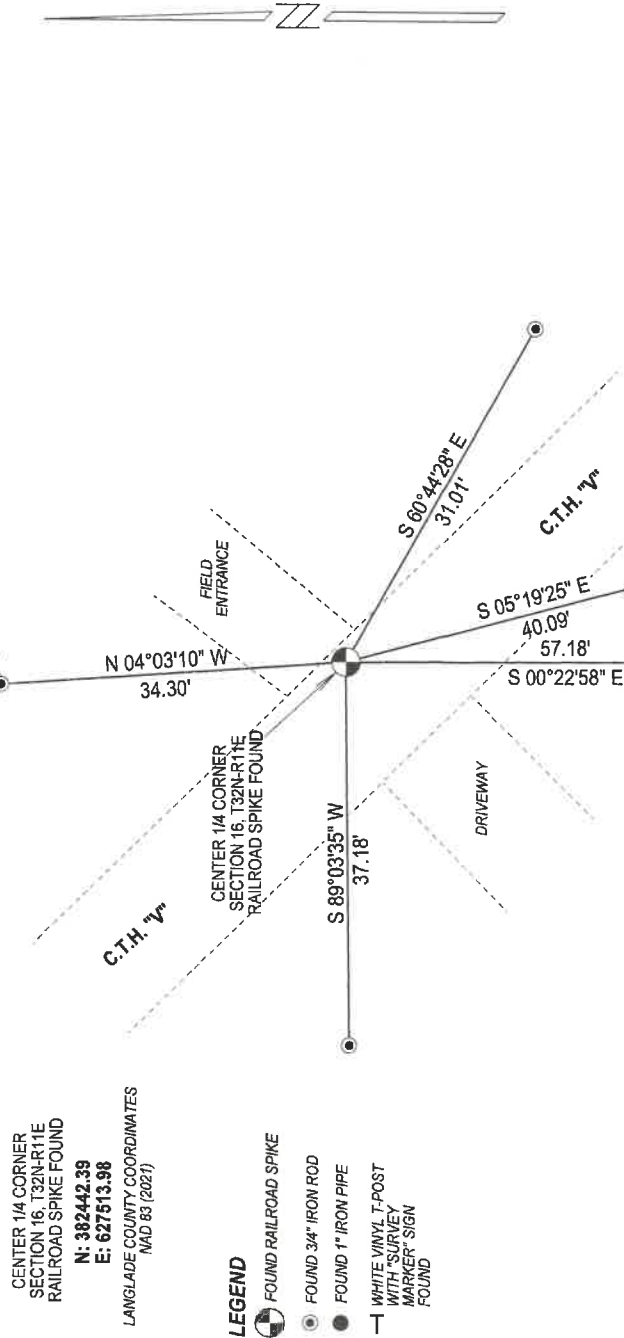 N
N 04°03'10" W
34.30'
FIELD
ENTRANCE
S 60°44'28" E
31.01'
C.T.H. "V"
S 05°19'25" E
40.09'
57.18'
S 00°22'58" E
CENTER 1/4 CORNER
SECTION 16, T32N-R11E
RAILROAD SPIKE FOUND
S 89°03'35" W
37.18'
DRIVEWAY
C.T.H. "V"
CENTER 1/4 CORNER
SECTION 16, T32N-R11E
RAILROAD SPIKE FOUND
N: 382442.39
E: 627513.98
LANGLADE COUNTY COORDINATES
NAD 83 (2021)
LEGEND
FOUND RAILROAD SPIKE
FOUND 3/4" IRON ROD
FOUND 1" IRON PIPE
T WHITE VINYL T-POST
WITH "SURVEY
MARKER" SIGN
FOUND